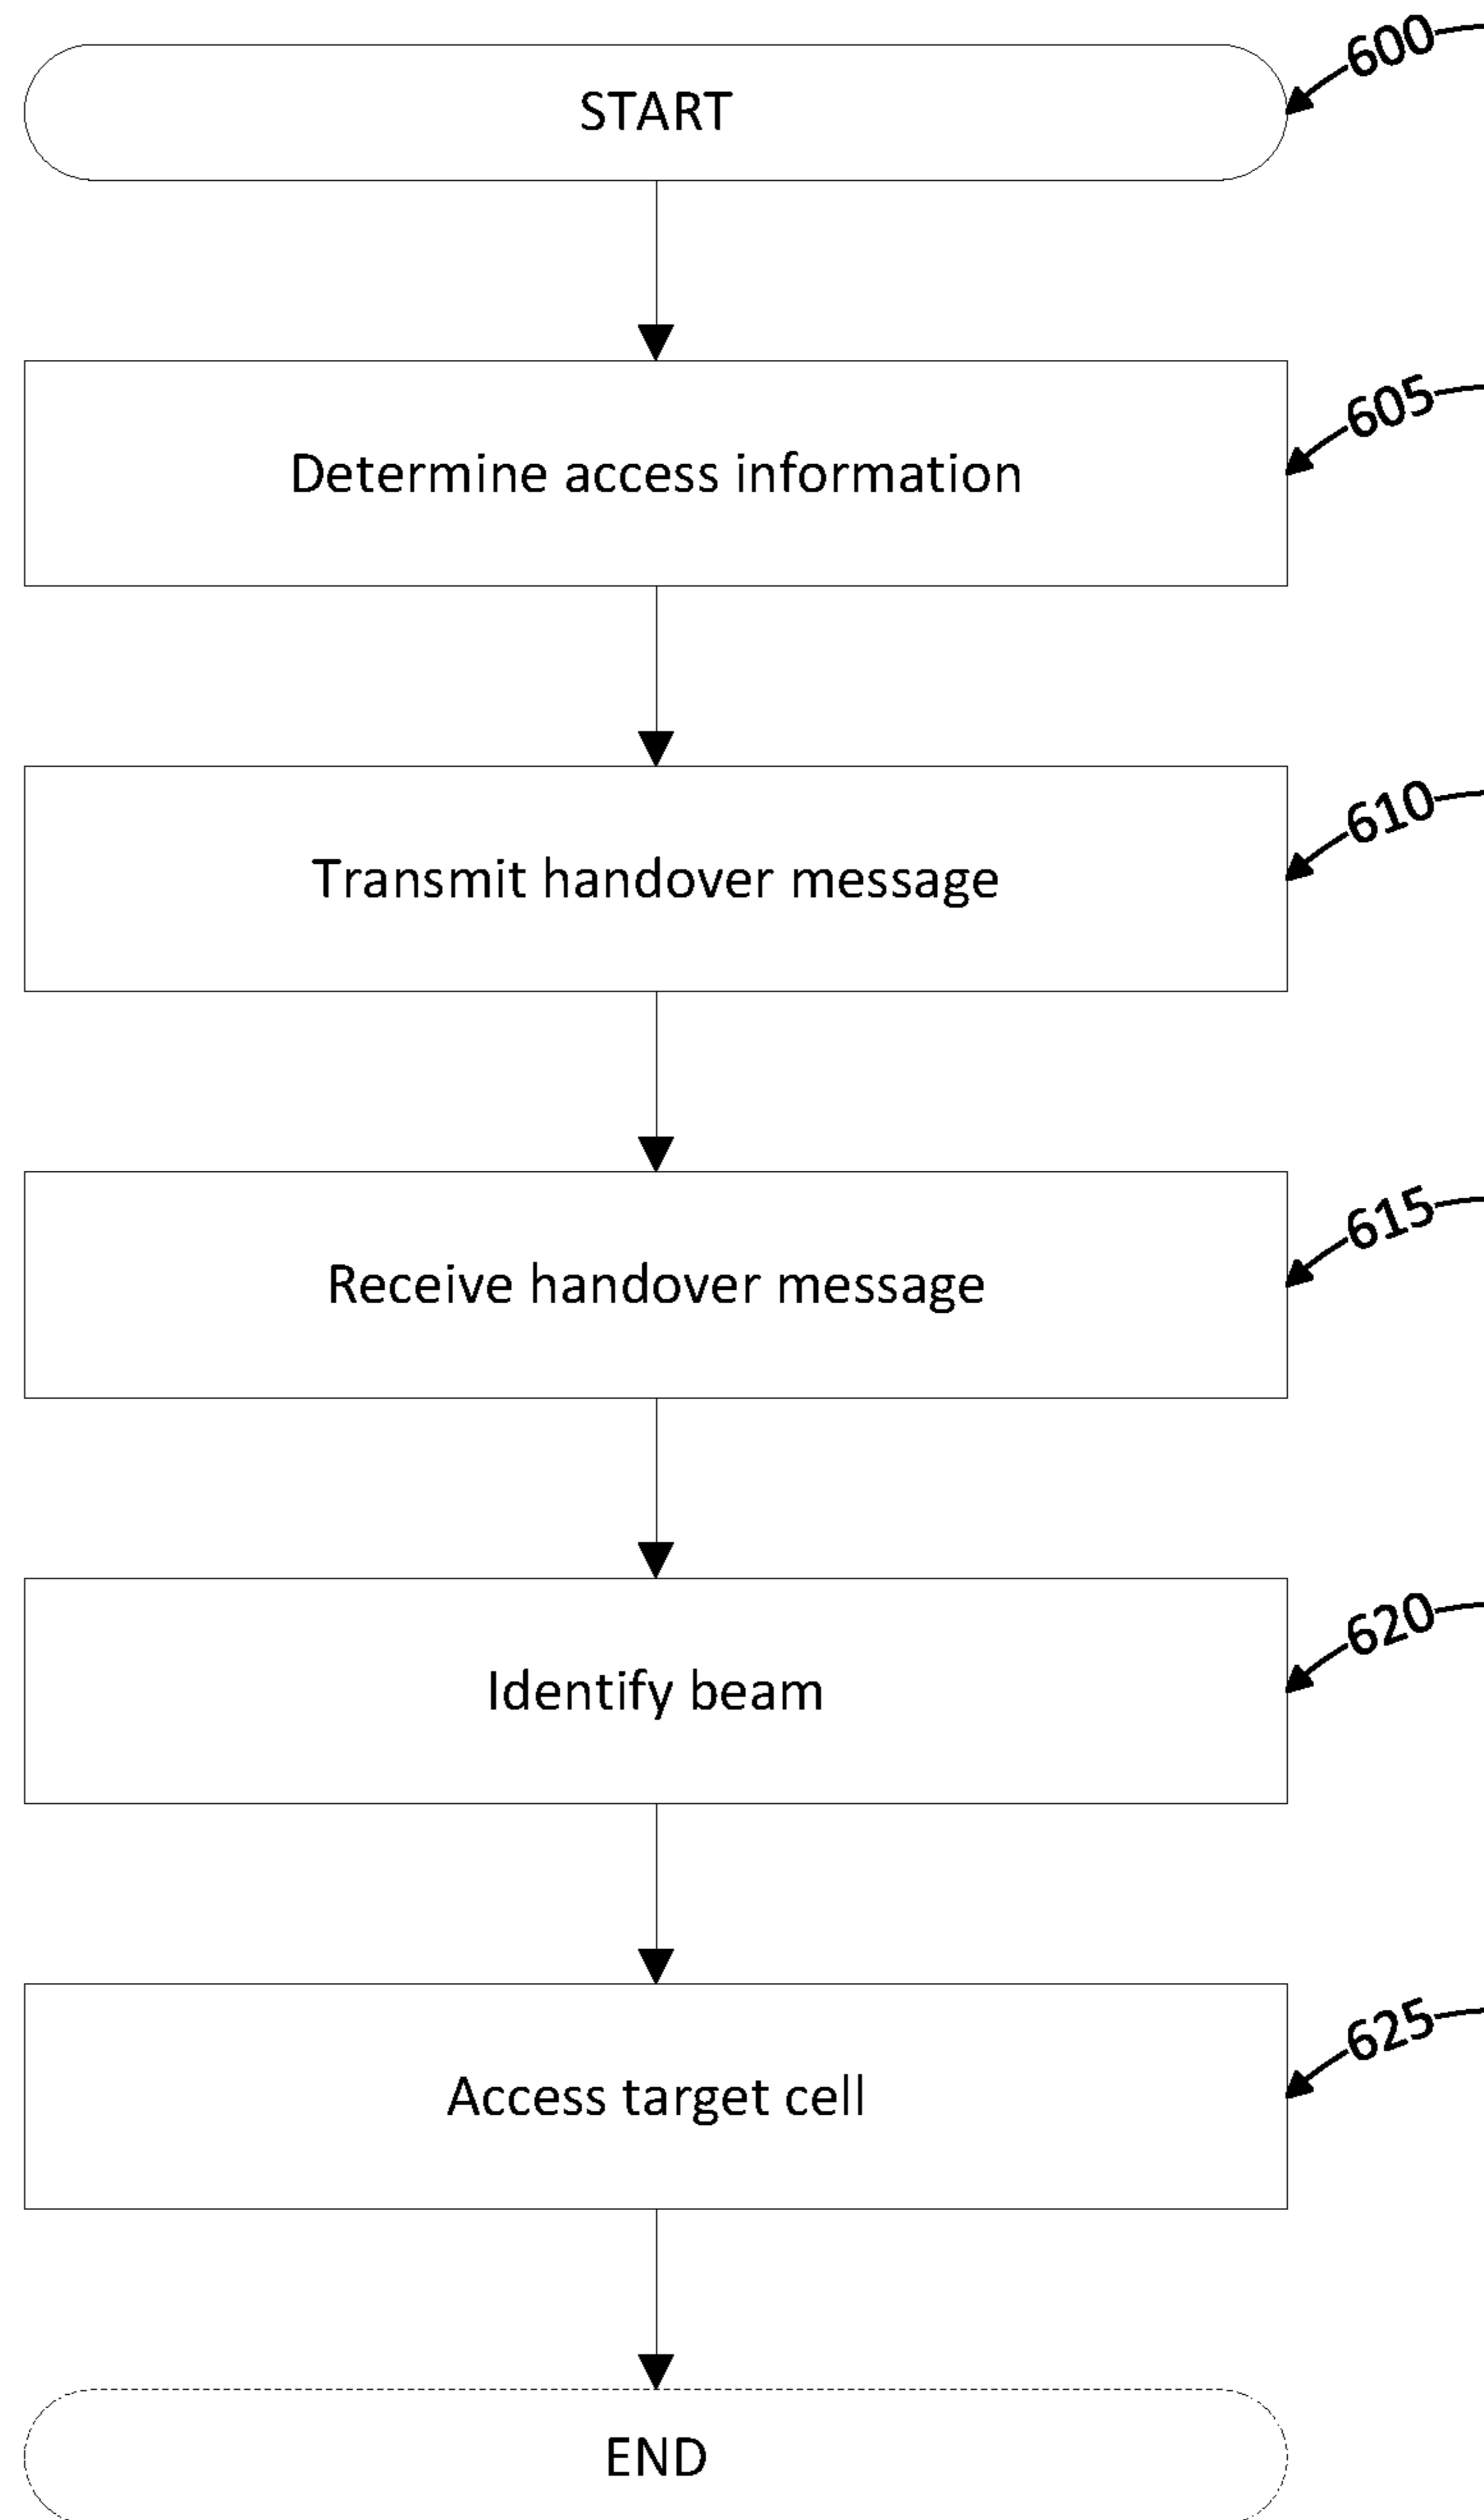 START
600
Determine access information
605
Transmit handover message
610
Receive handover message
615
Identify beam
620
Access target cell
625
END